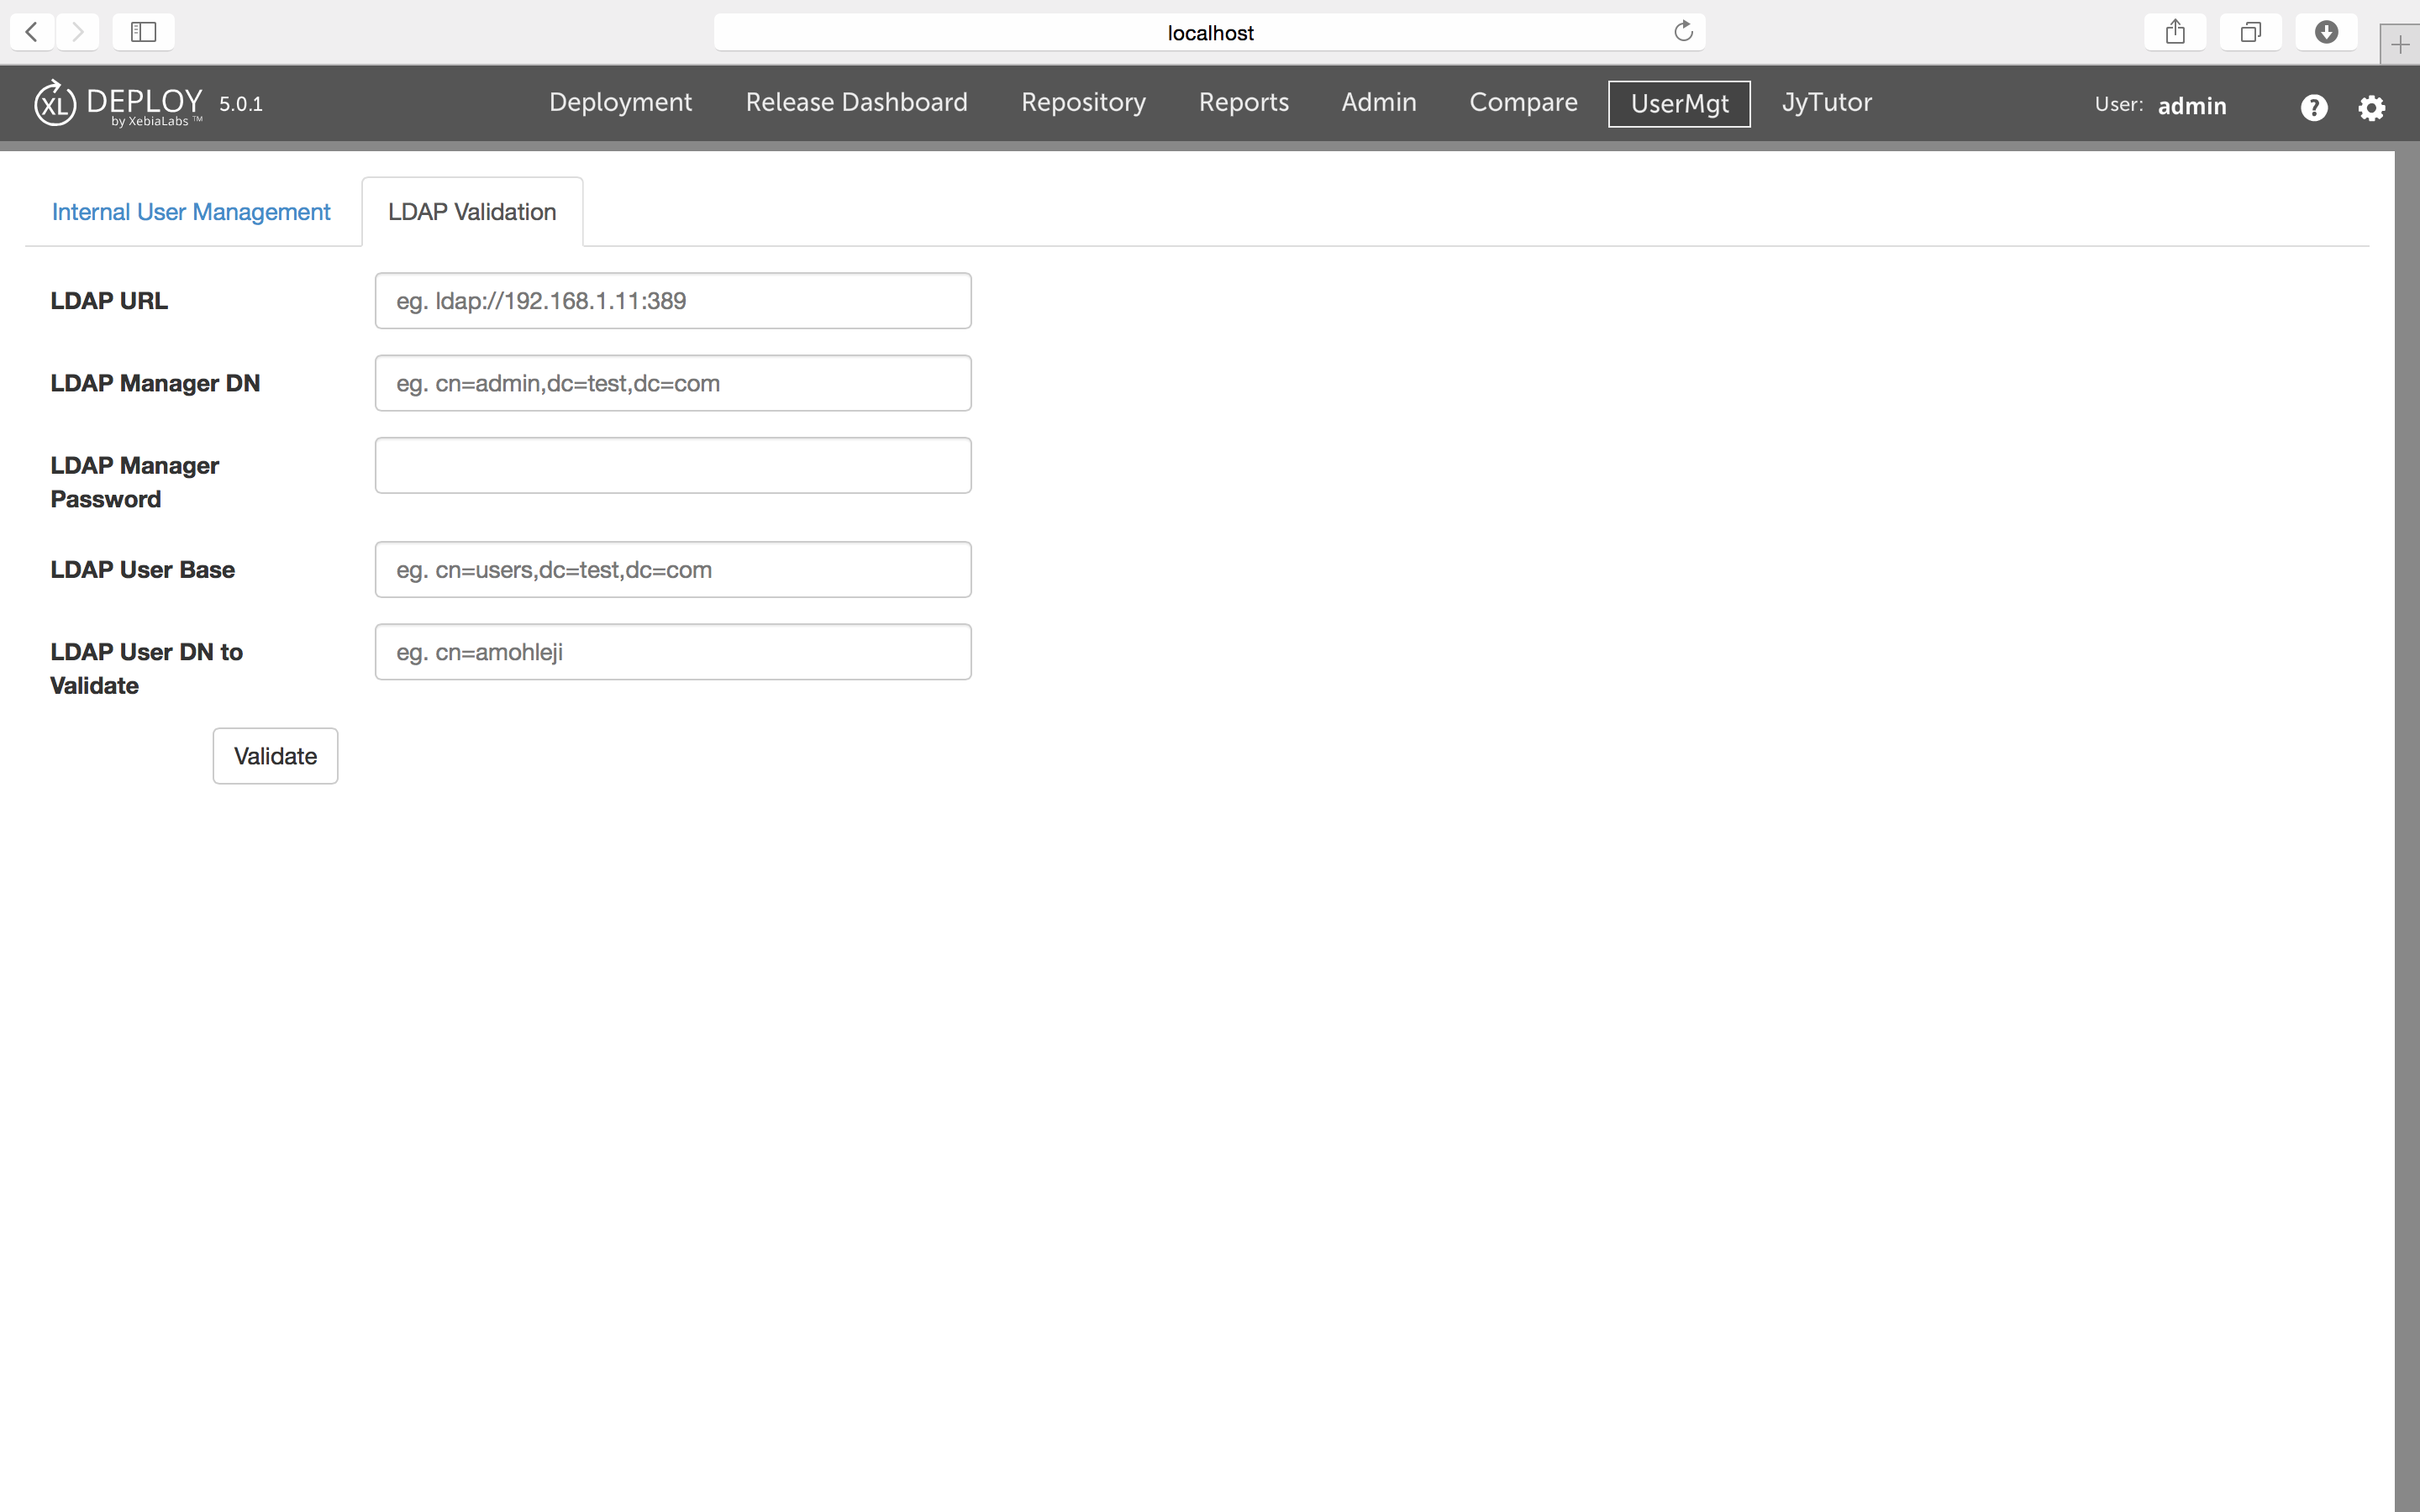 localhost
XL DEPLOY 5.0.1
by XebiaLabs ™
Deployment Release Dashboard Repository Reports Admin Compare UserMgt JyTutor
User: admin
?
Internal User Management LDAP Validation
LDAP URL eg. ldap://192.168.1.11:389
LDAP Manager DN eg. cn=admin,dc=test,dc=com
LDAP Manager
Password
LDAP User Base eg. cn=users,dc=test,dc=com
LDAP User DN to eg. cn=amohleji
Validate
Validate